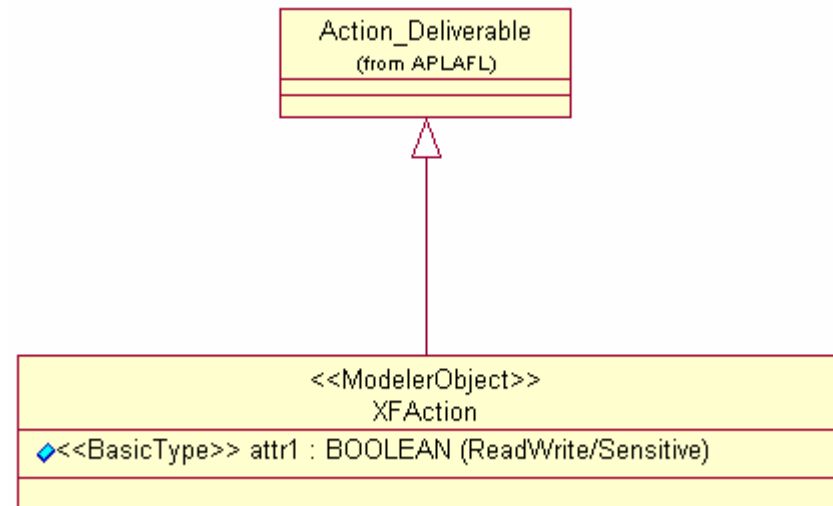 Action_Deliverable
(from APLAFL)
<<ModelerObject>>
XFAction
<<BasicType>> attr1 : BOOLEAN (ReadWrite/Sensitive)